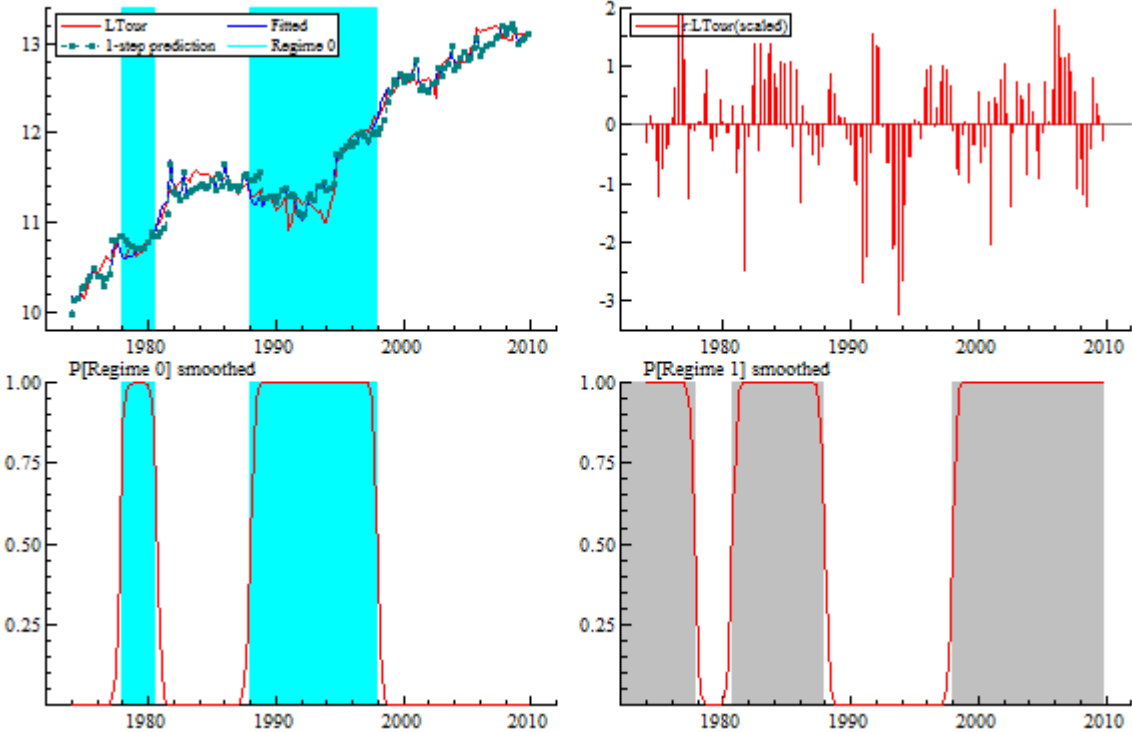 LTour Fitted
1-step prediction Regime 0
13
12
11
10
1980 1990 2000 2010
r:LTour(scaled)
2
1
0
-1
-2
-3
1980 1990 2000 2010
P[Regime 0] smoothed
1.00
0.75
0.50
0.25
1980 1990 2000 2010
P[Regime 1] smoothed
1.00
0.75
0.50
0.25
1980 1990 2000 2010